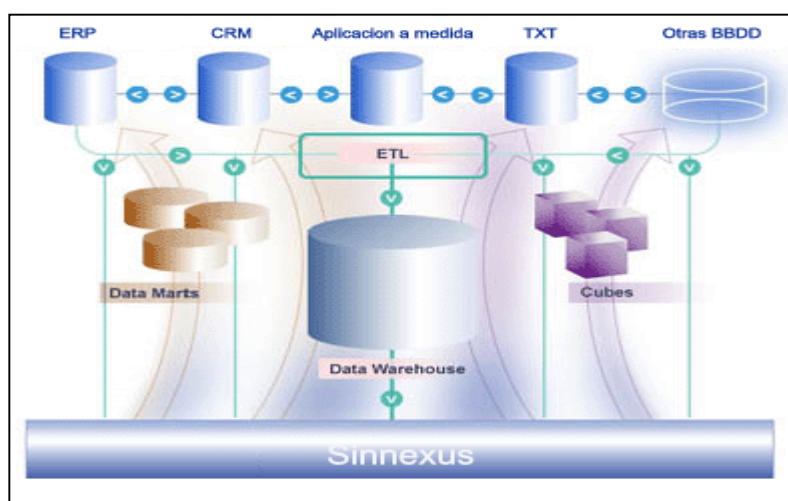 ERP
CRM
Aplicacion a medida
TXT
Otras BBDD
ETL
Data Marts
Cubes
Data Warehouse
Sinnexus